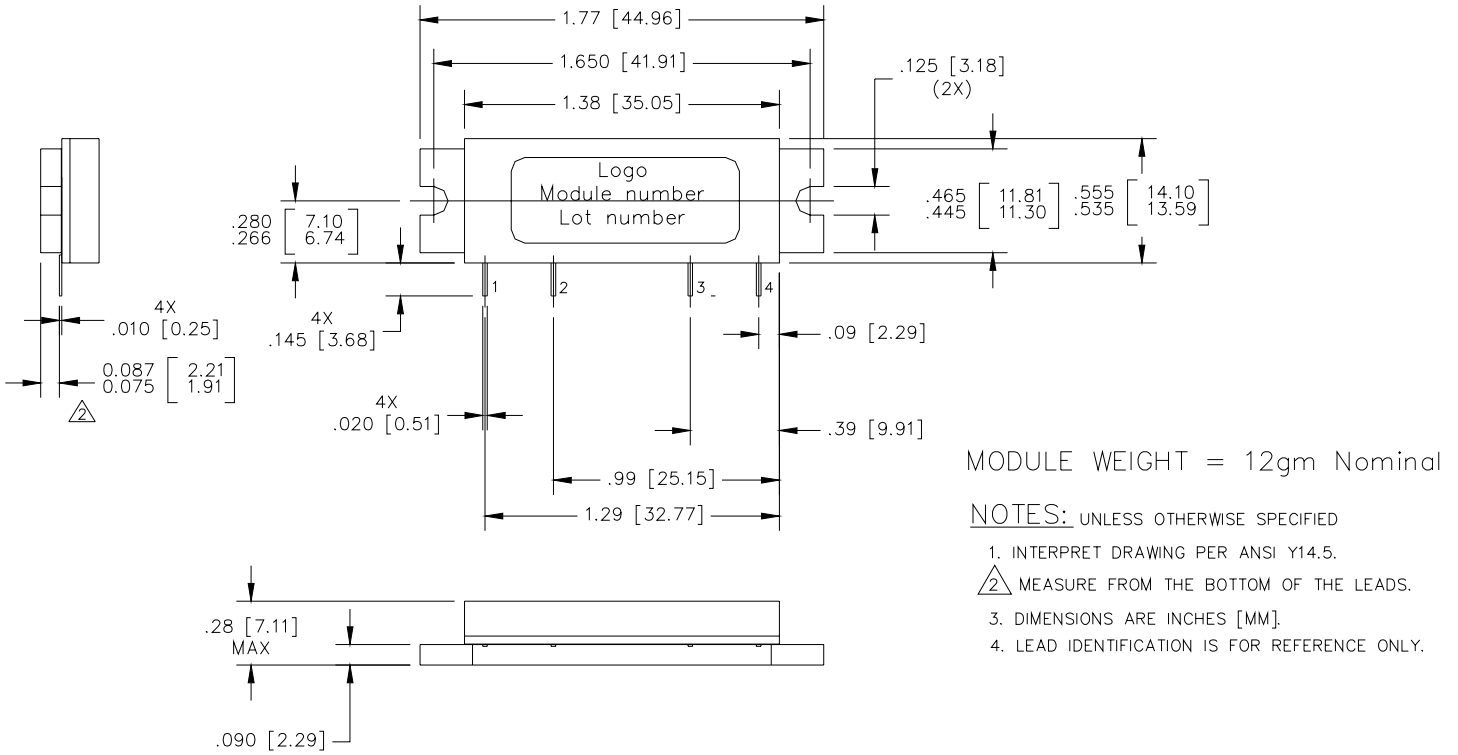 1.77 [44.96]
1.650 [41.91]
1.38 [35.05]
.125 [3.18]
(2X)
Logo
Module number
Lot number
.465 [11.81]
.445 [11.30]
.555 [14.10]
.535 [13.59]
.280 [7.10]
.266 [6.74]
1
2
3
4
4X
.010 [0.25]
4X
.145 [3.68]
.09 [2.29]
0.087 [2.21]
0.075 [1.91]
2
4X
.020 [0.51]
.39 [9.91]
.99 [25.15]
1.29 [32.77]
MODULE WEIGHT = 12gm Nominal
NOTES: UNLESS OTHERWISE SPECIFIED
1. INTERPRET DRAWING PER ANSI Y14.5.
2 MEASURE FROM THE BOTTOM OF THE LEADS.
3. DIMENSIONS ARE INCHES [MM].
4. LEAD IDENTIFICATION IS FOR REFERENCE ONLY.
.28 [7.11]
MAX
.090 [2.29]